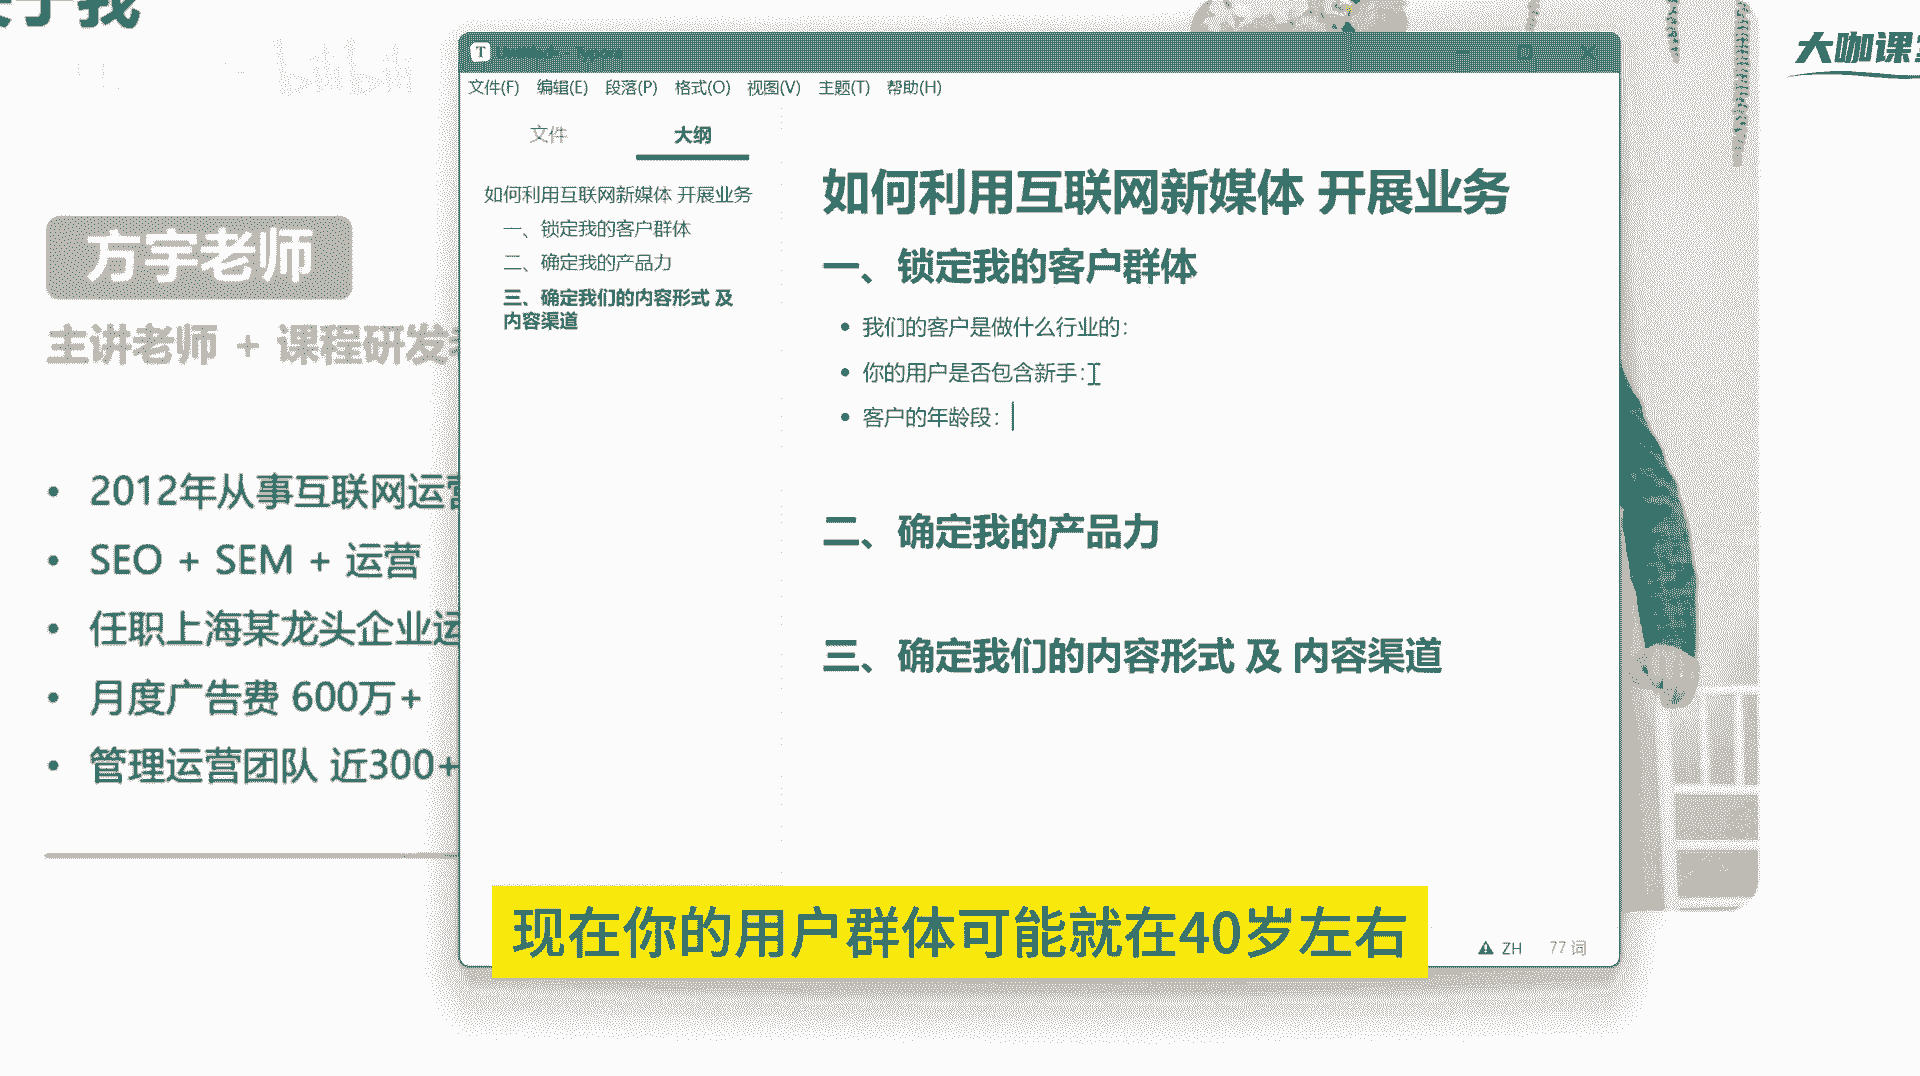 于我
bilibili
大咖课
方宇老师
主讲老师 + 课程研发
• 2012年从事互联网运营
• SEO + SEM + 运营
• 任职上海某龙头企业运
• 月度广告费 600万+
• 管理运营团队 近300+
文件(F) 编辑(E) 段落(P) 格式(O) 视图(V) 主题(T) 帮助(H)
文件 大纲
如何利用互联网新媒体 开展业务
一、锁定我的客户群体
二、确定我的产品力
三、确定我们的内容形式 及
内容渠道
如何利用互联网新媒体 开展业务
一、锁定我的客户群体
• 我们的客户是做什么行业的：
• 你的用户是否包含新手：
• 客户的年龄段：
二、确定我的产品力
三、确定我们的内容形式 及 内容渠道
ZH 77 词
现在你的用户群体可能就在40岁左右